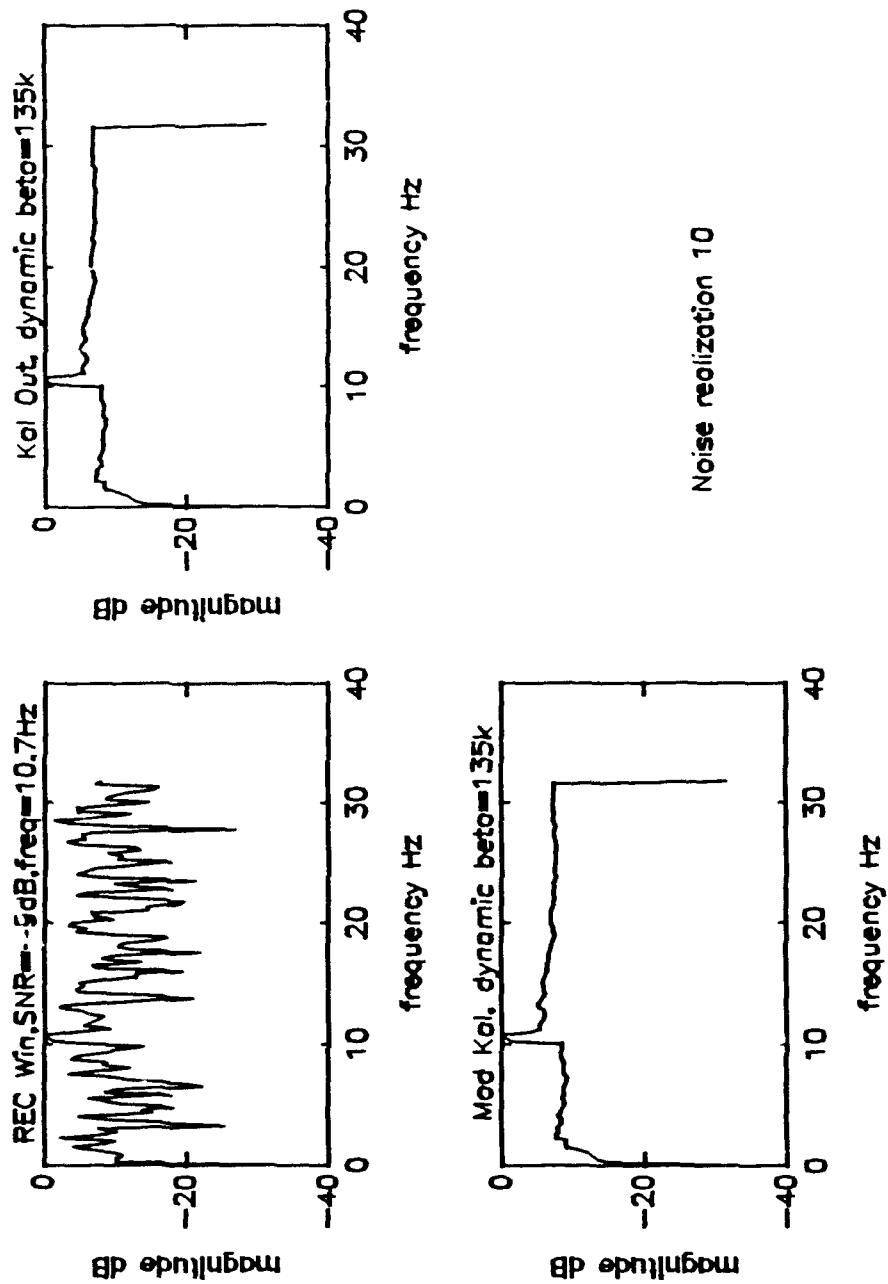 REC Win,SNR=--9dB,freq=10.7Hz
0
-20
-40
magnitude dB
0
10
20
30
40
frequency Hz
Kal Out, dynamic beta=135k
0
-20
-40
magnitude dB
0
10
20
30
40
frequency Hz
Mod Kal, dynamic beta=135k
0
-20
-40
magnitude dB
0
10
20
30
40
frequency Hz
Noise realization 10